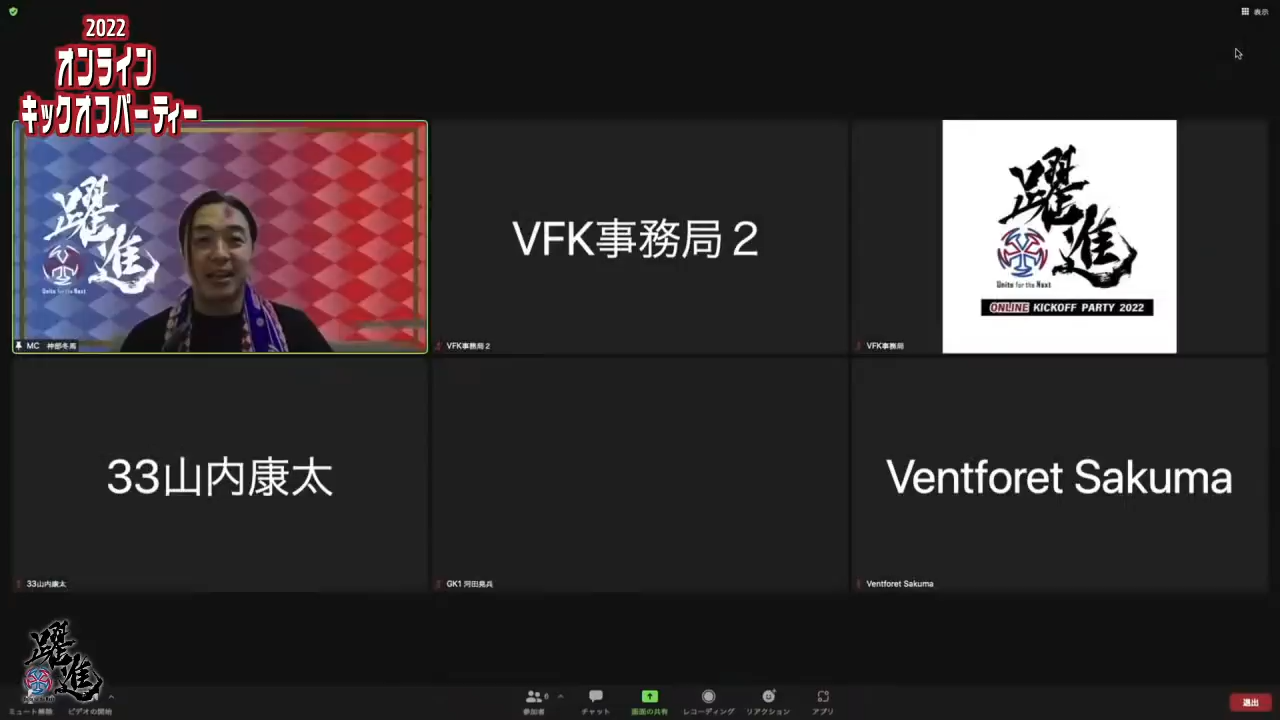 表示
2022
オンライン
キックオフパーティー
躍進
Unite for the Next
MC 神部冬馬
VFK事務局２
VFK事務局２
躍進
Unite for the Next
ONLINE KICKOFF PARTY 2022
VFK事務局
33山内康太
33山内康太
GK1 河田晃兵
Ventforet Sakuma
Ventforet Sakuma
躍進
ミュート解除
ビデオの開始
6
参加者
チャット
画面の共有
レコーディング
リアクション
アプリ
退出